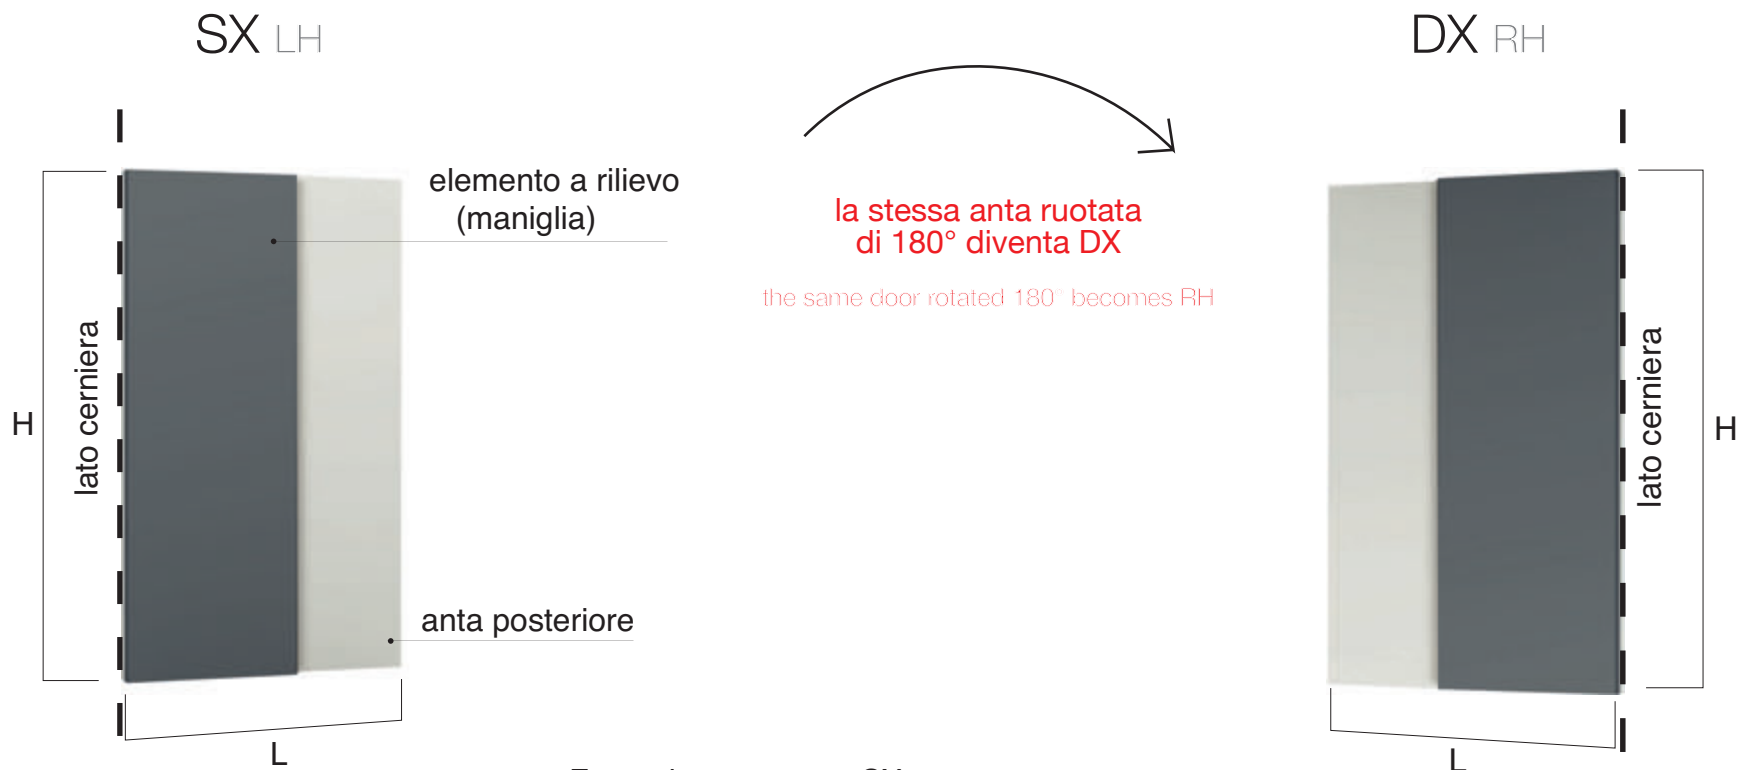 SX LH
DX RH
elemento a rilievo
(maniglia)
la stessa anta ruotata
di 180° diventa DX
the same door rotated 180° becomes RH
lato cerniera
H
lato cerniera
H
anta posteriore
L
L